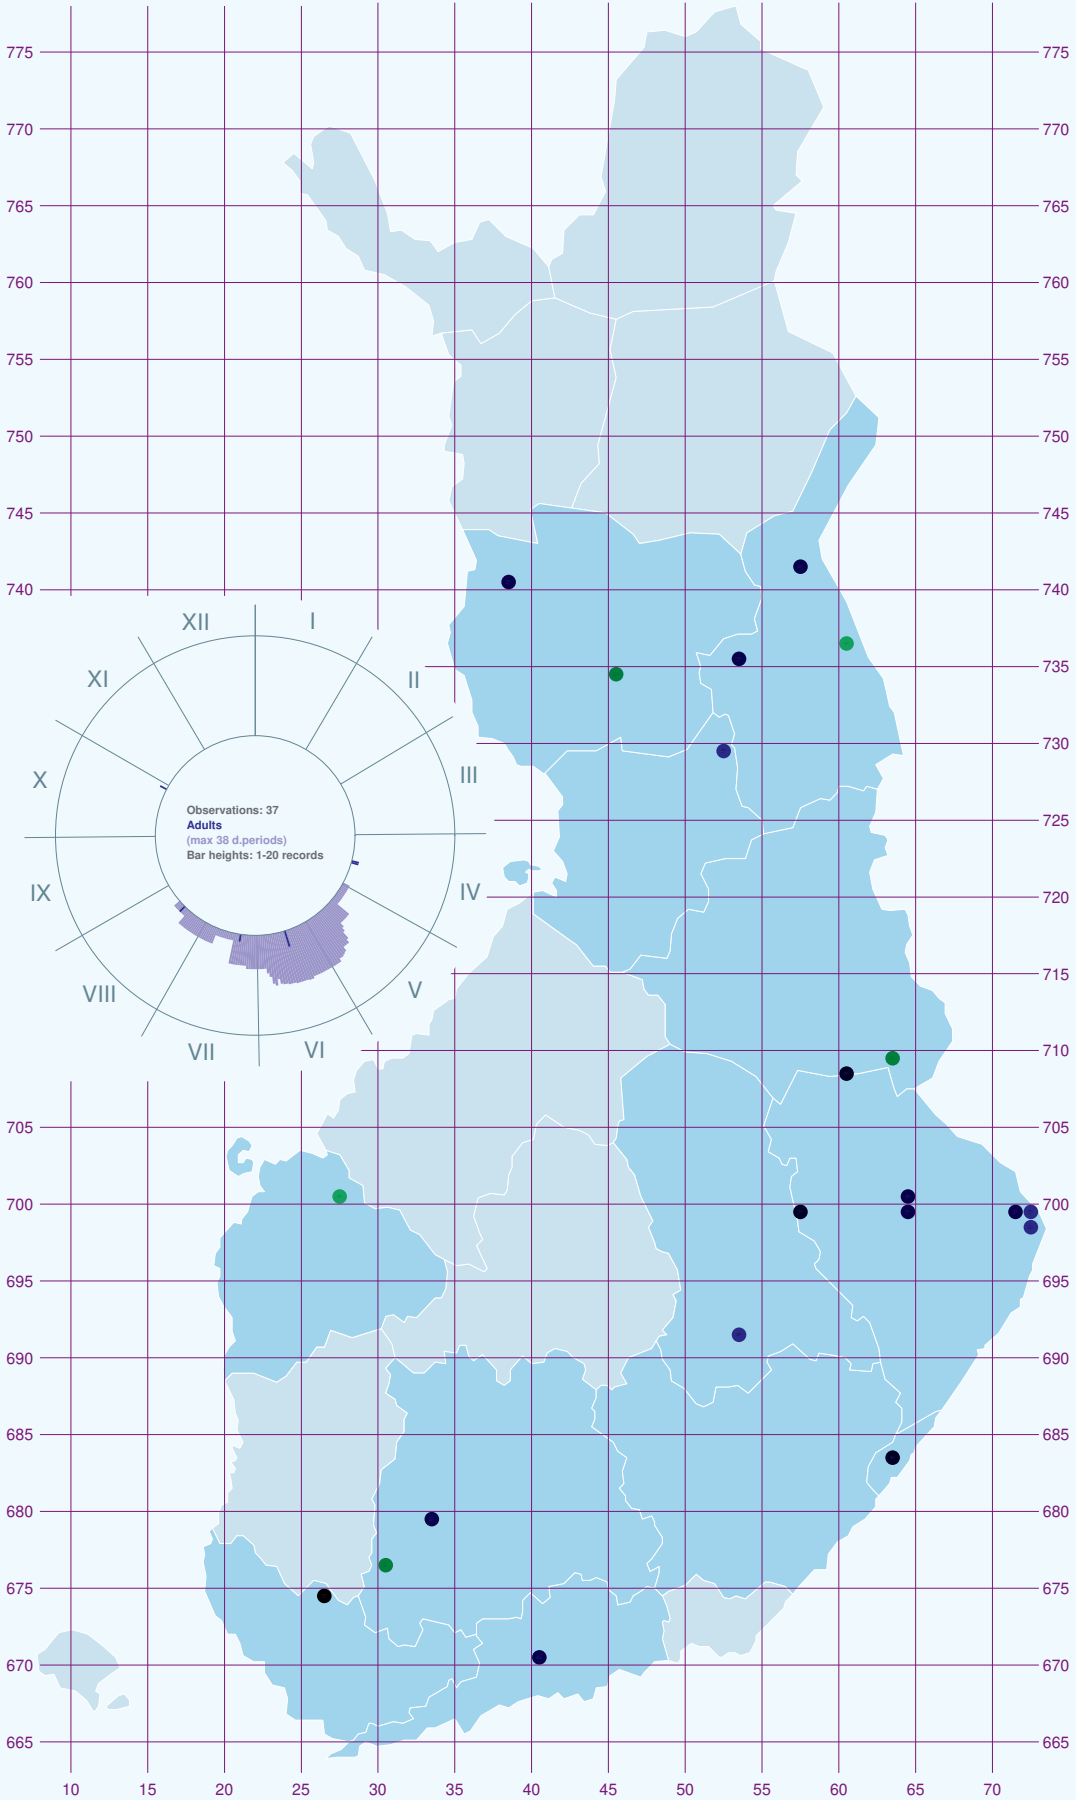 775 775
770 770
765 765
760 760
755 755
750 750
745 745
740 740
XII I
XI II
735 735
730 730
X III
Observations: 37
Adults
(max 38 d.periods)
Bar heights: 1-20 records
725 725
IX IV
720 720
VIII V
715 715
VII VI
710 710
705 705
700 700
695 695
690 690
685 685
680 680
675 675
670 670
665 665
10 15 20 25 30 35 40 45 50 55 60 65 70